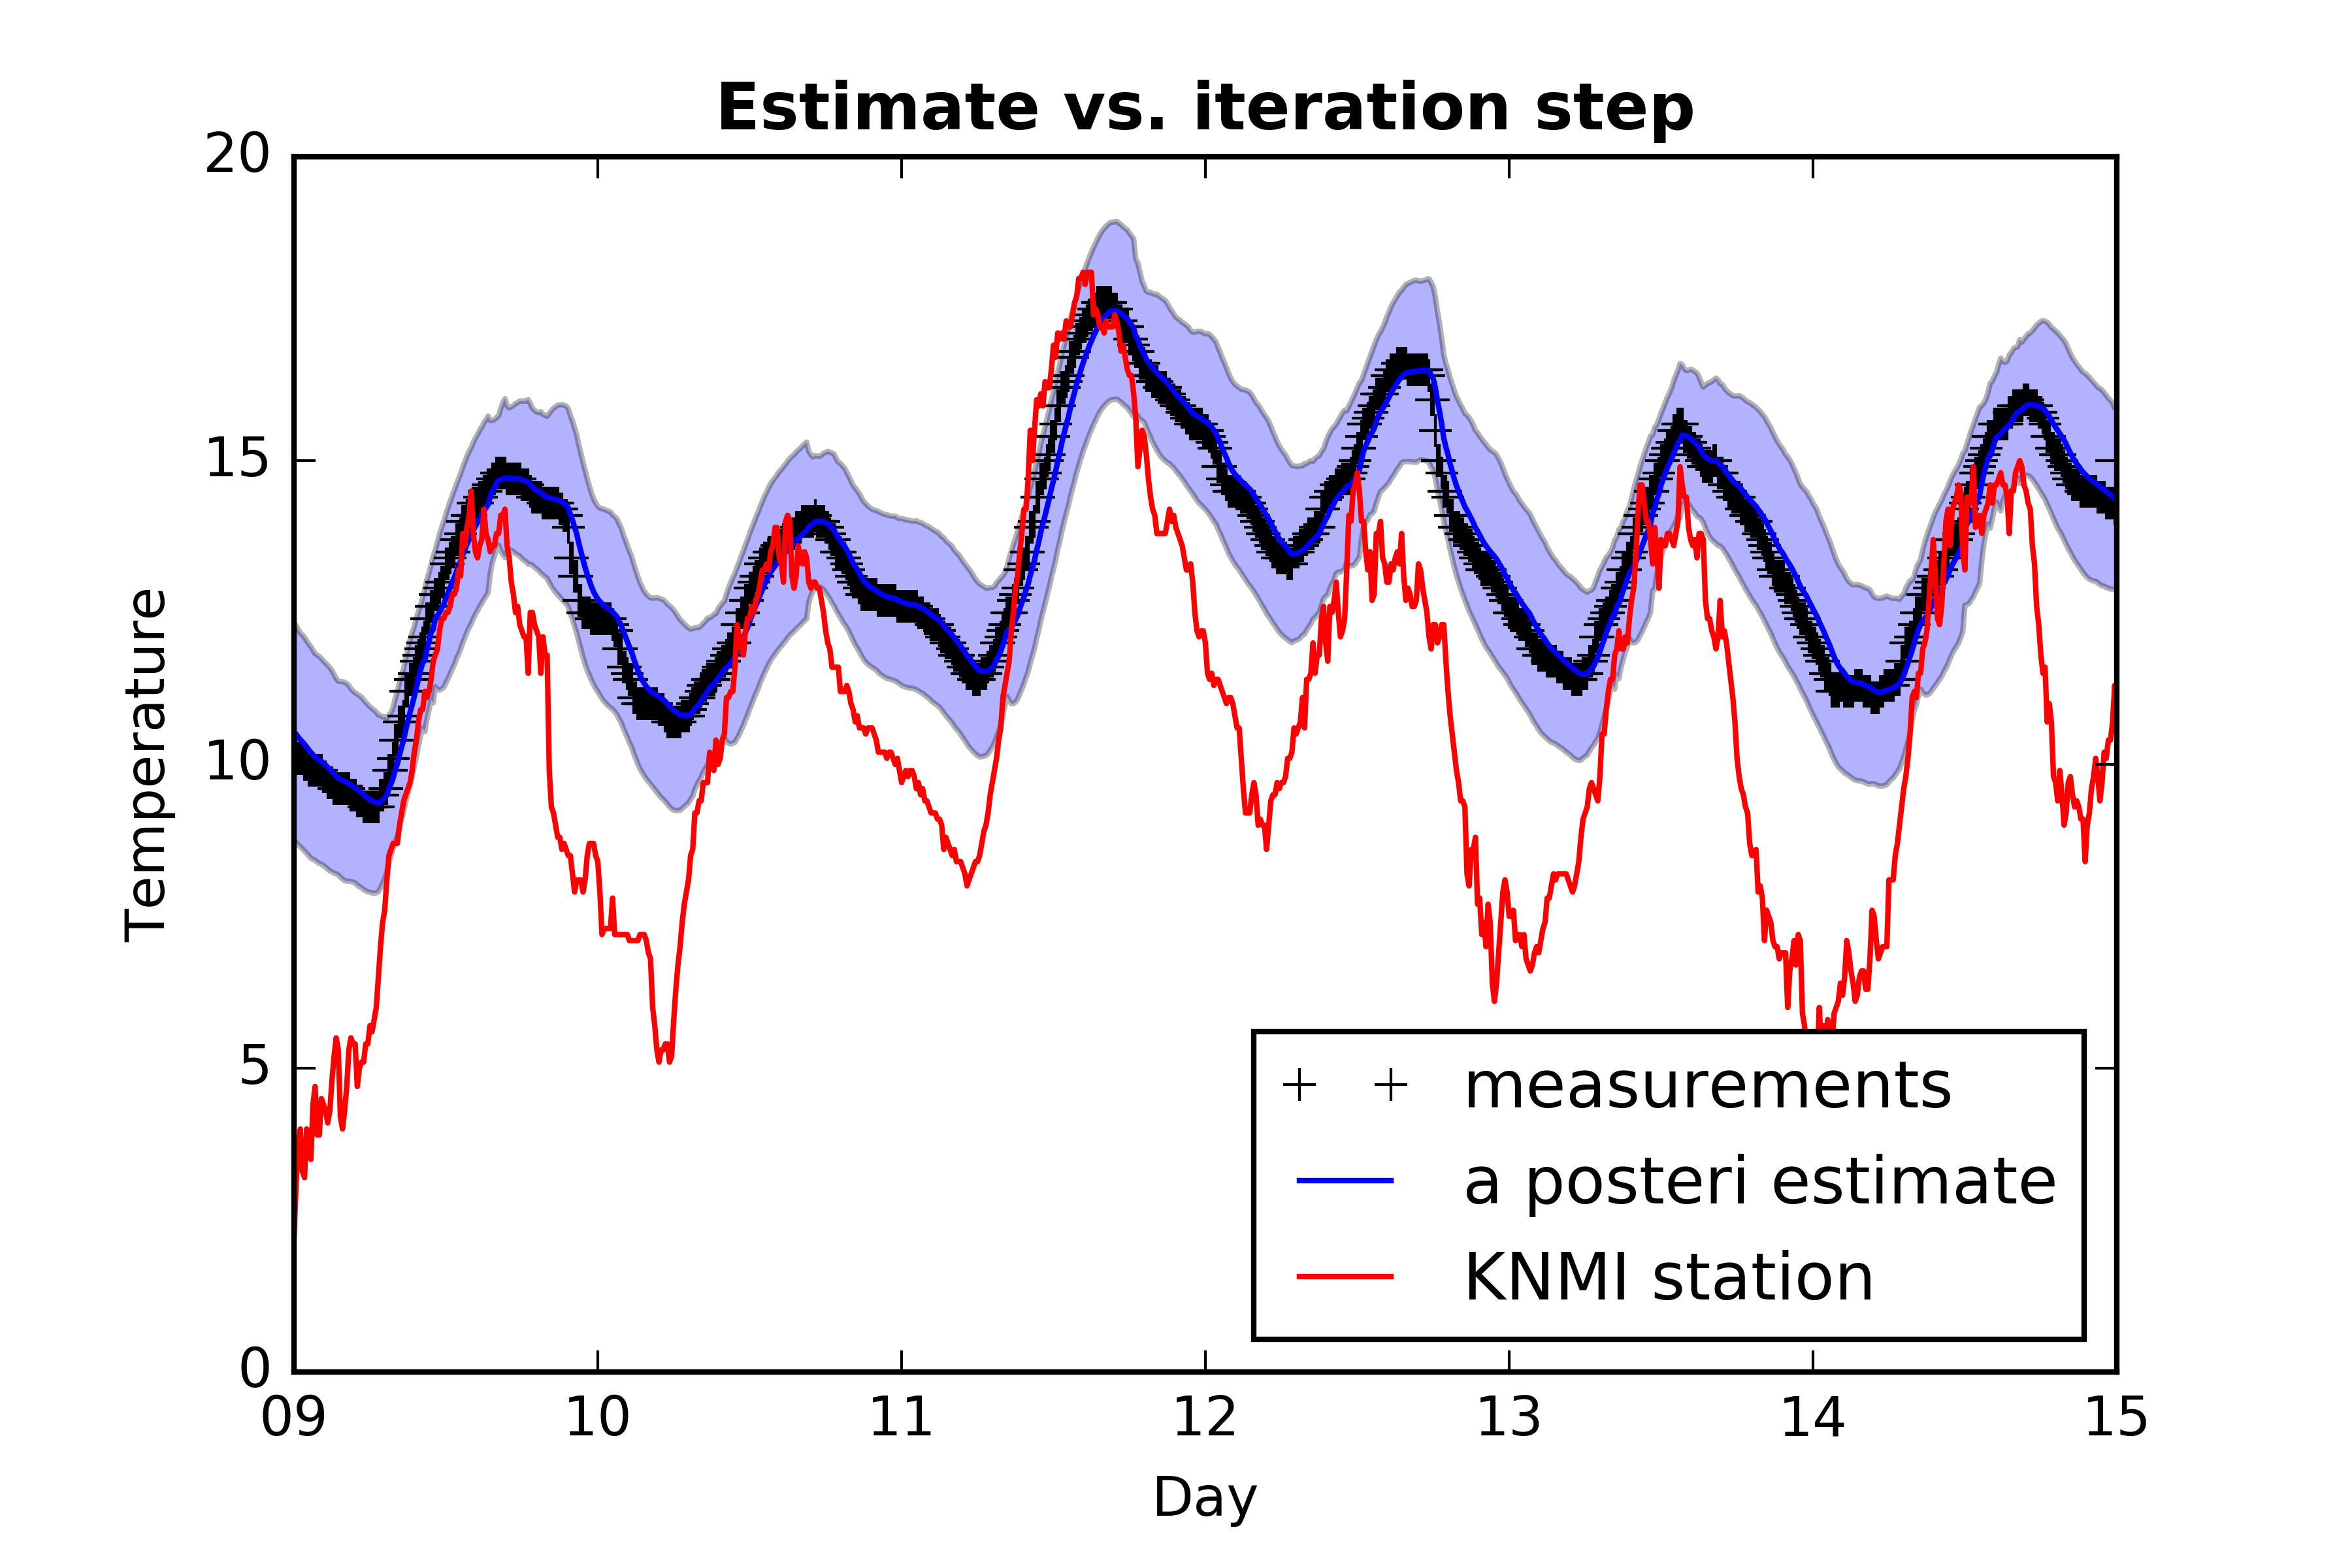 Estimate vs. iteration step
20
15
10
5
0
Temperature
09 10 11 12 13 14 15
Day
measurements
a posteri estimate
KNMI station